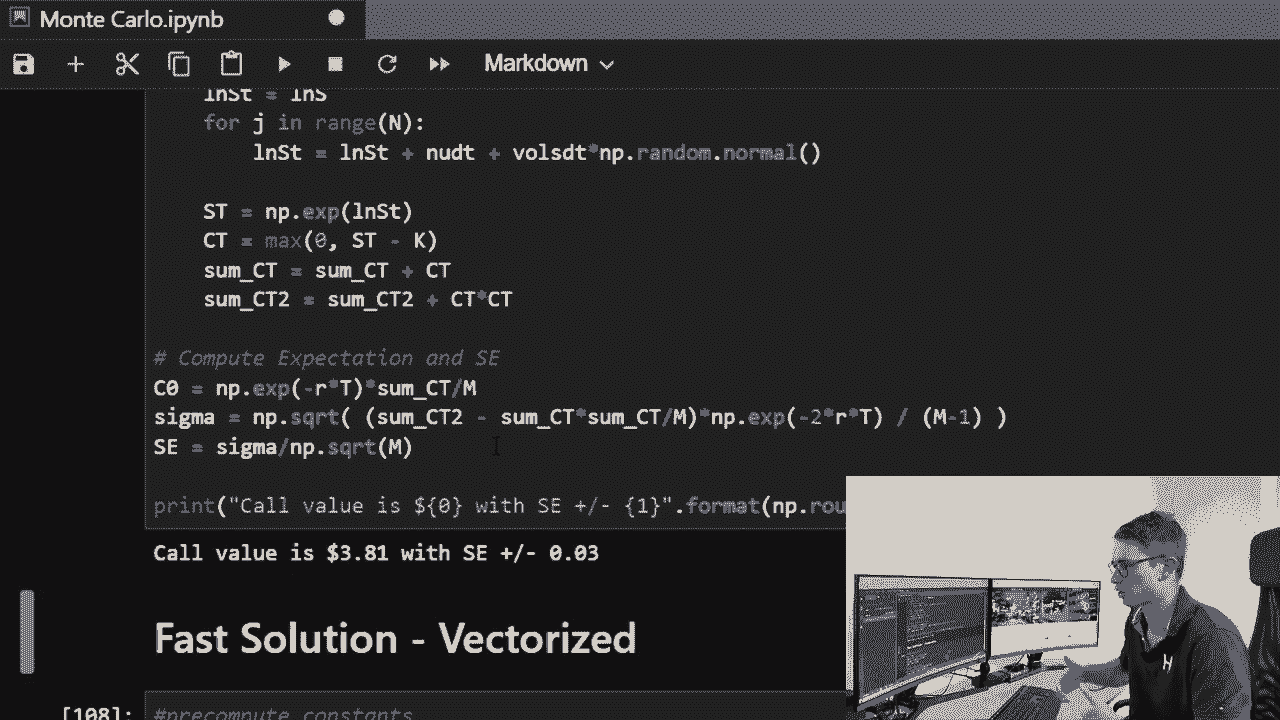 Monte Carlo.ipynb
Markdown
lnSt = lnS
for j in range(N):
lnSt = lnSt + nudt + volsdt*np.random.normal()
ST = np.exp(lnSt)
CT = max(0, ST - K)
sum_CT = sum_CT + CT
sum_CT2 = sum_CT2 + CT*CT
# Compute Expectation and SE
C0 = np.exp(-r*T)*sum_CT/M
sigma = np.sqrt( (sum_CT2 - sum_CT*sum_CT/M)*np.exp(-2*r*T) / (M-1) )
SE = sigma/np.sqrt(M)
print("Call value is ${0} with SE +/- {1}".format(np.rou
Call value is $3.81 with SE +/- 0.03
Fast Solution - Vectorized
[108]: #precompute constants